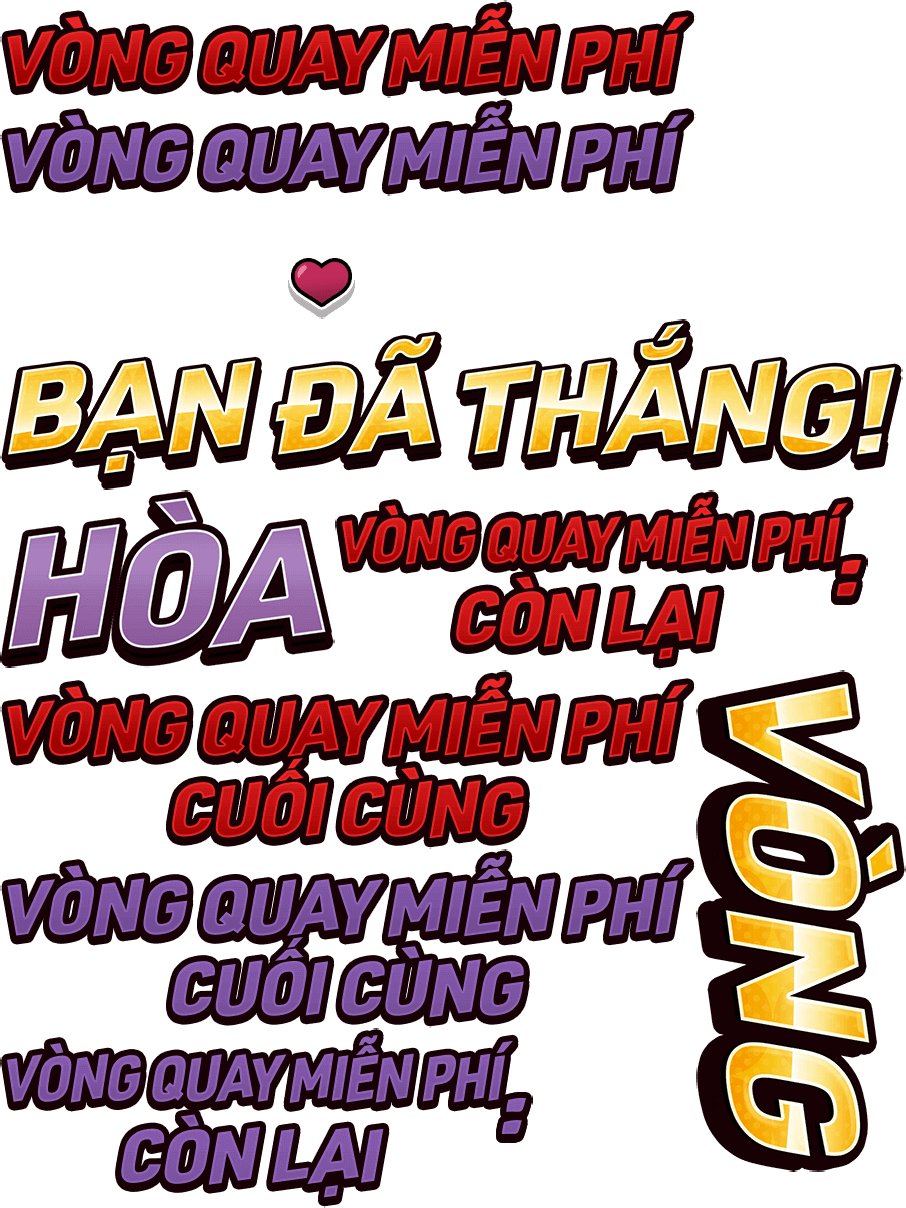 VÒNG QUAY MIỄN PHÍ
VÒNG QUAY MIỄN PHÍ
BẠN ĐÃ THẮNG!
HÒA
VÒNG QUAY MIỄN PHÍ
CÒN LẠI:
VÒNG QUAY MIỄN PHÍ
CUỐI CÙNG
VÒNG
VÒNG QUAY MIỄN PHÍ
CUỐI CÙNG
VÒNG QUAY MIỄN PHÍ
CÒN LẠI: